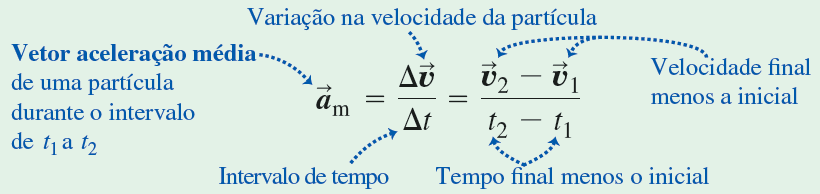 Variação na velocidade da partícula
Vetor aceleração média
de uma partícula
durante o intervalo
de t₁ a t₂
a⃗ₘ = Δv⃗/Δt = (v⃗₂ − v⃗₁)/(t₂ − t₁)
Velocidade final
menos a inicial
Intervalo de tempo
Tempo final menos o inicial